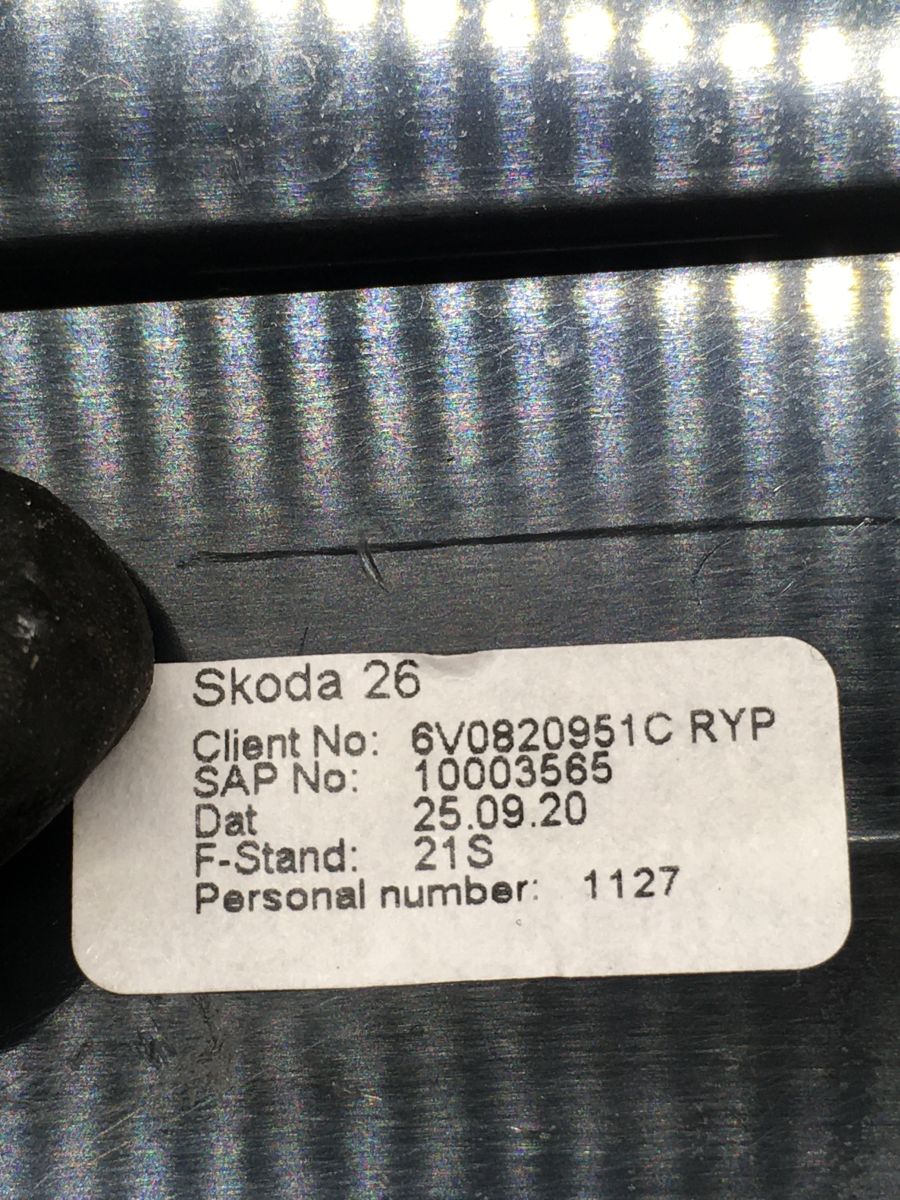 Skoda 26
Client No: 6V0820951C RYP
SAP No: 10003565
Dat 25.09.20
F-Stand: 21S
Personal number: 1127